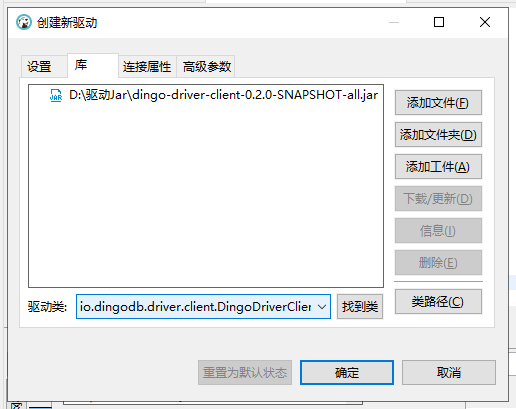 创建新驱动
设置 库 连接属性 高级参数
JAR D:\驱动Jar\dingo-driver-client-0.2.0-SNAPSHOT-all.jar
添加文件(F)
添加文件夹(D)
添加工件(A)
下载/更新(D)
信息(I)
删除(E)
驱动类: io.dingodb.driver.client.DingoDriverClien 找到类
类路径(C)
重置为默认状态 确定 取消